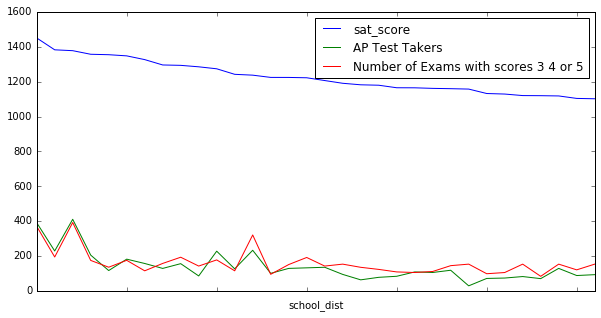 1600
1400
1200
1000
800
600
400
200
0
sat_score
AP Test Takers
Number of Exams with scores 3 4 or 5
school_dist